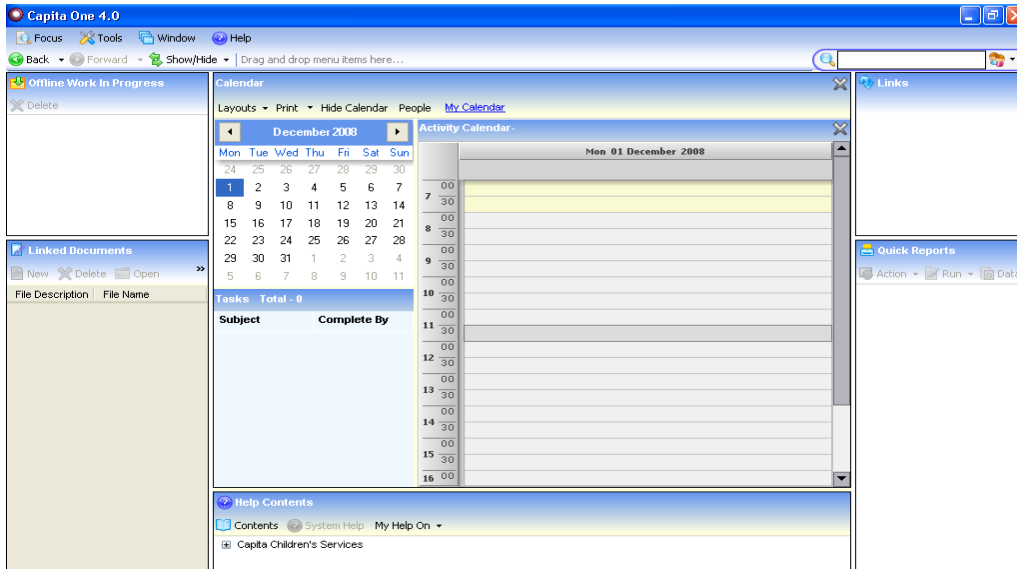 Capita One 4.0
Focus Tools Window Help
Back Forward Show/Hide Drag and drop menu items here...
Offline Work In Progress
Delete
Linked Documents
New Delete Open »
File Description File Name
Calendar
Layouts Print Hide Calendar People My Calendar
December 2008
Mon Tue Wed Thu Fri Sat Sun
24 25 26 27 28 29 30
1 2 3 4 5 6 7
8 9 10 11 12 13 14
15 16 17 18 19 20 21
22 23 24 25 26 27 28
29 30 31 1 2 3 4
5 6 7 8 9 10 11
Tasks Total - 0
Subject Complete By
Activity Calendar-
Mon 01 December 2008
7 00
30
8 00
30
9 00
30
10 00
30
11 00
30
12 00
30
13 00
30
14 00
30
15 00
30
16 00
Help Contents
Contents System Help My Help On
Capita Children's Services
Links
Quick Reports
Action Run Data